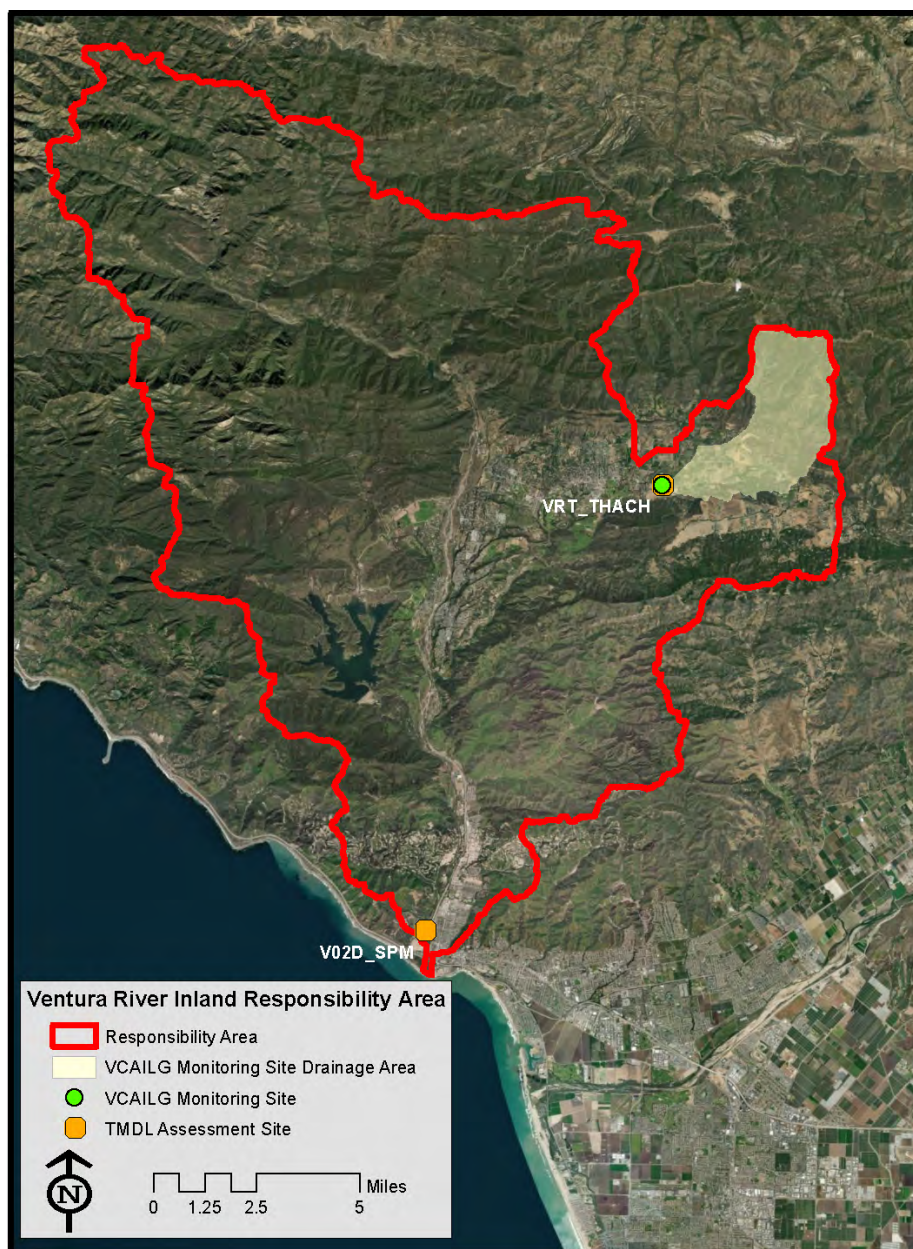 VRT_THACH
V02D_SPM
Ventura River Inland Responsibility Area
Responsibility Area
VCAILG Monitoring Site Drainage Area
VCAILG Monitoring Site
TMDL Assessment Site
N
Miles
0 1.25 2.5 5